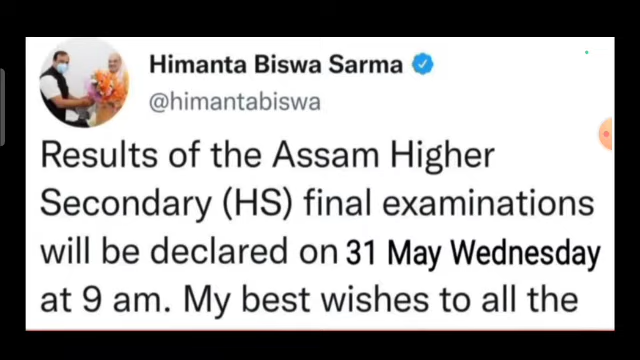 Himanta Biswa Sarma
@himantabiswa
Results of the Assam Higher
Secondary (HS) final examinations
will be declared on 31 May Wednesday
at 9 am. My best wishes to all the